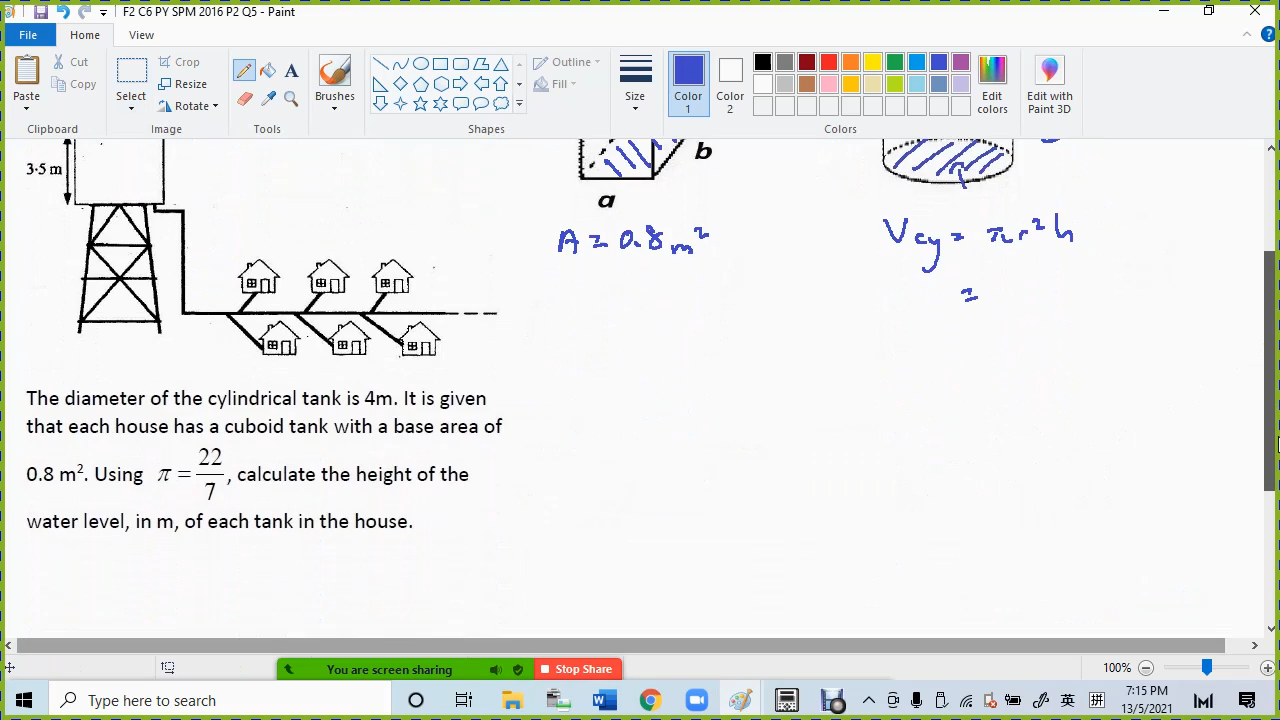 F2 C6 PY SPM 2016 P2 Q5 - Paint
File
Home
View
Paste
Cut
Copy
Clipboard
Select
Crop
Resize
Rotate
Image
A
Tools
Brushes
Shapes
Outline
Fill
Size
Color 1
Color 2
Edit colors
Edit with Paint 3D
Colors
3·5 m
a
b
A = 0.8 m²
Vcy = πr²h
=
The diameter of the cylindrical tank is 4m. It is given
that each house has a cuboid tank with a base area of
0.8 m². Using π = 22/7, calculate the height of the
water level, in m, of each tank in the house.
You are screen sharing
Stop Share
100%
Type here to search
英
拼
7:15 PM
13/5/2021